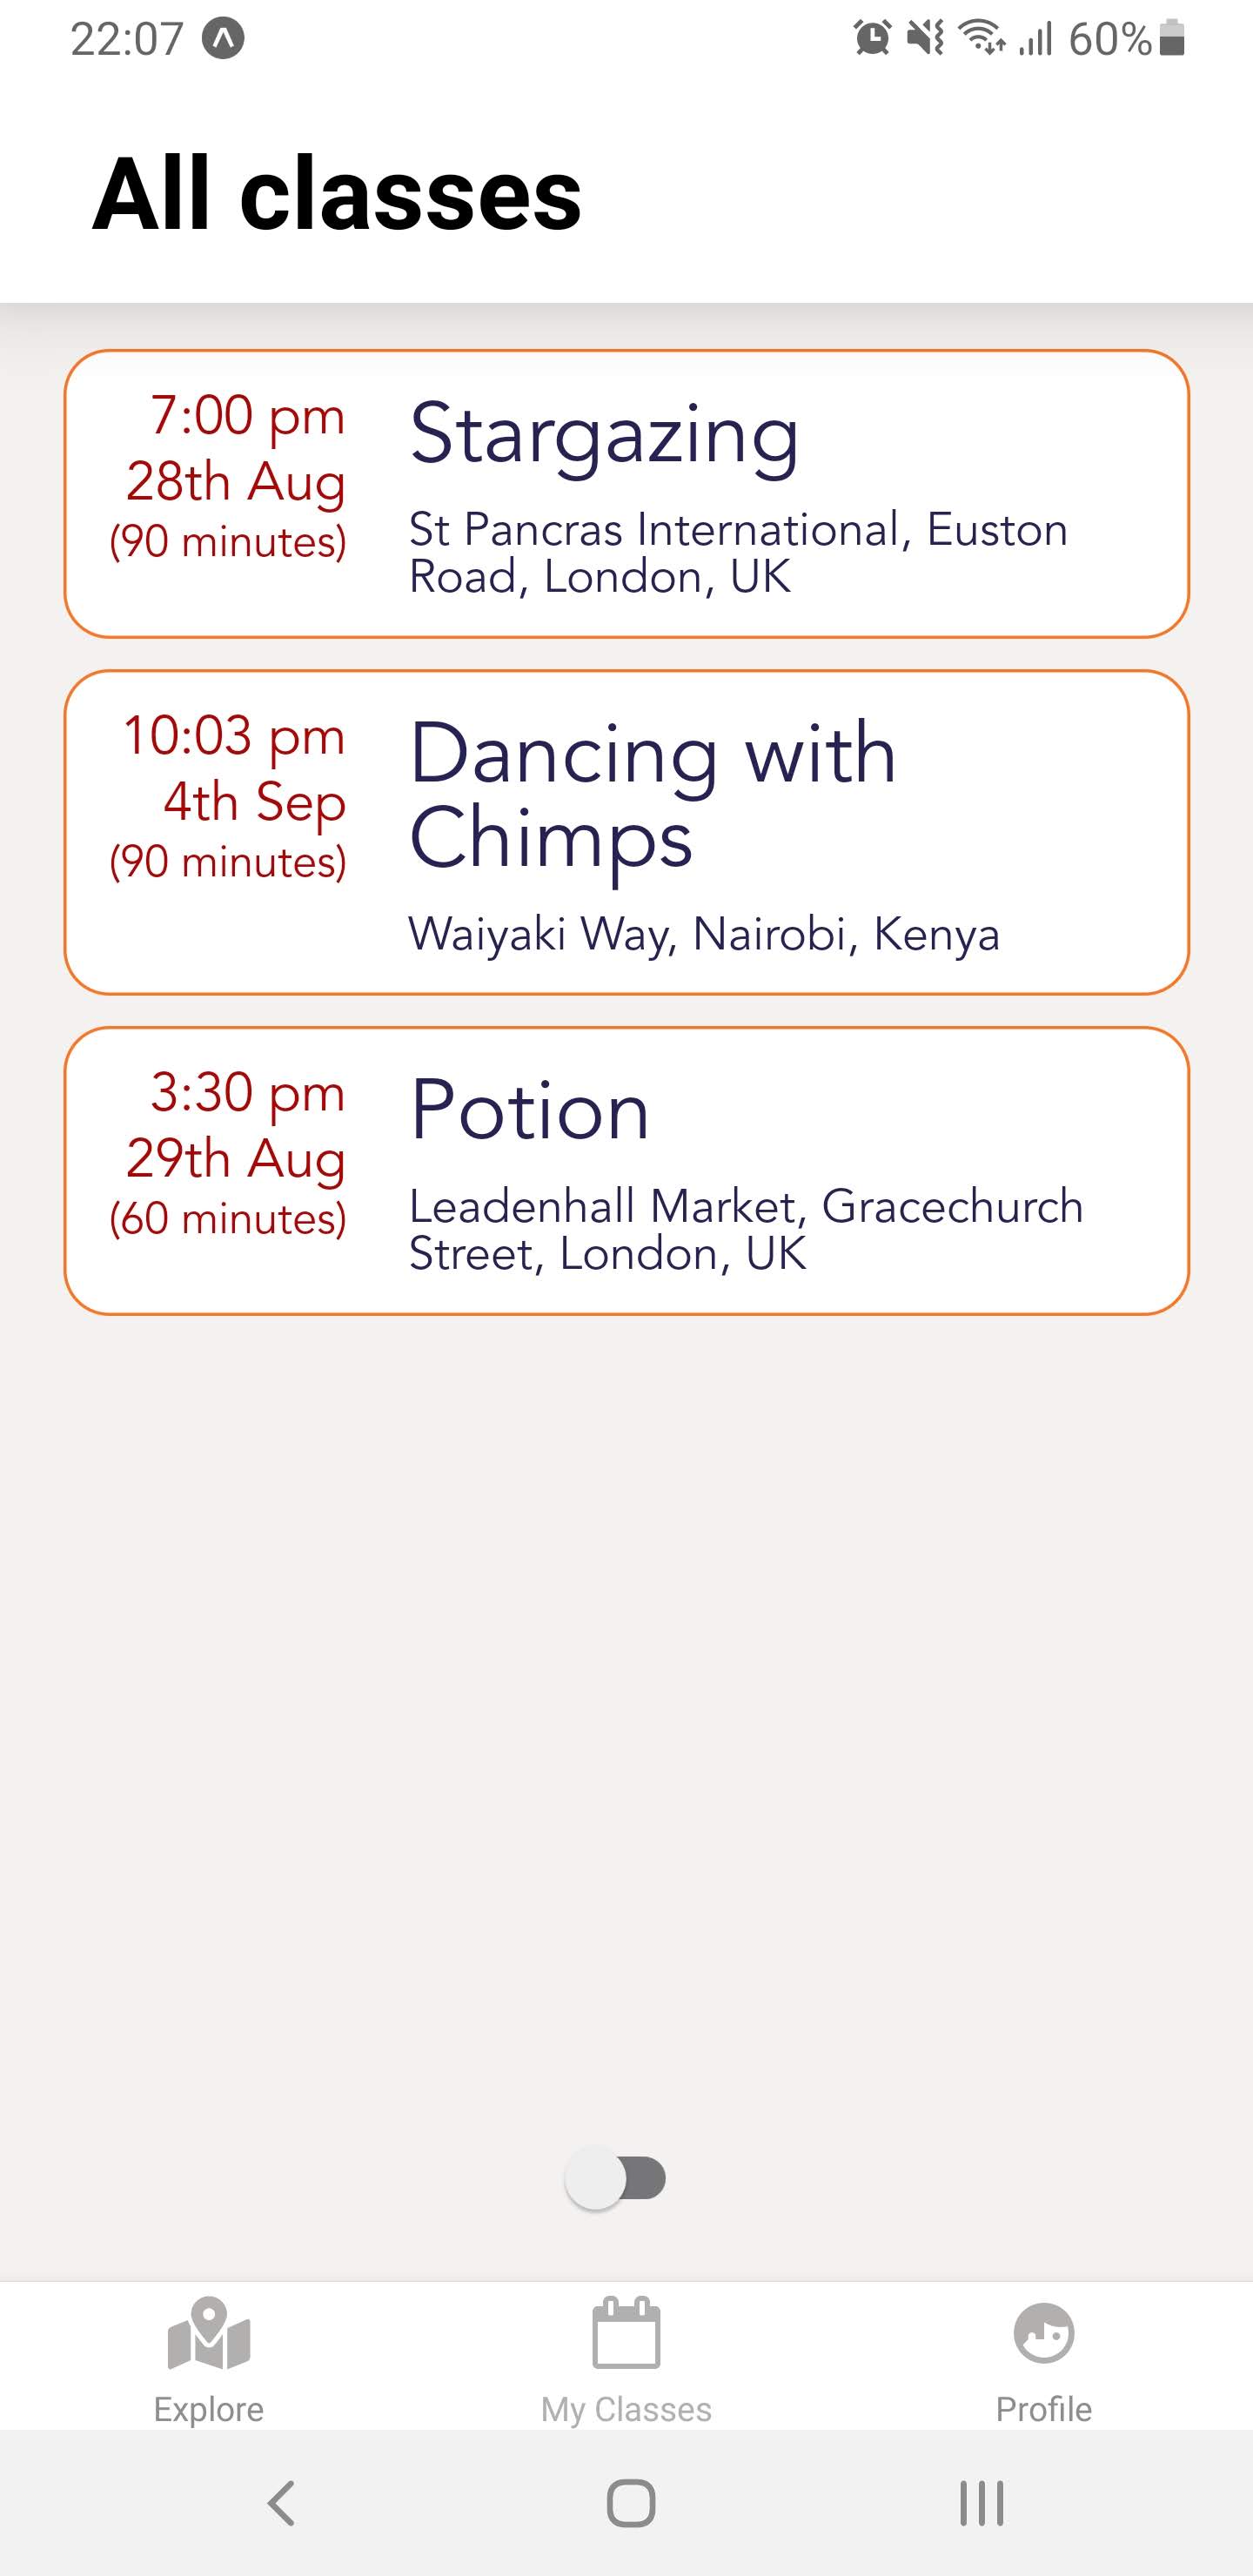 22:07
60%
All classes
7:00 pm
28th Aug
(90 minutes)
Stargazing
St Pancras International, Euston
Road, London, UK
10:03 pm
4th Sep
(90 minutes)
Dancing with
Chimps
Waiyaki Way, Nairobi, Kenya
3:30 pm
29th Aug
(60 minutes)
Potion
Leadenhall Market, Gracechurch
Street, London, UK
Explore
My Classes
Profile